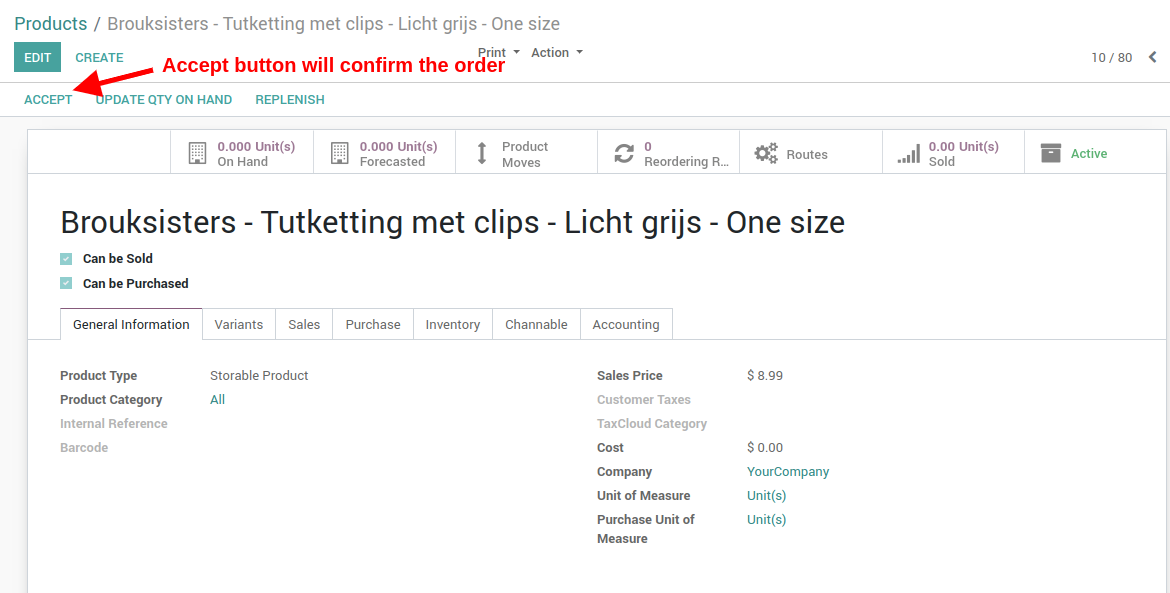 Products / Brouksisters - Tutketting met clips - Licht grijs - One size
EDIT CREATE Print Action 10 / 80
Accept button will confirm the order
ACCEPT UPDATE QTY ON HAND REPLENISH
0.000 Unit(s) On Hand
0.000 Unit(s) Forecasted
Product Moves
0 Reordering R...
Routes
0.00 Unit(s) Sold
Active
Brouksisters - Tutketting met clips - Licht grijs - One size
Can be Sold
Can be Purchased
General Information Variants Sales Purchase Inventory Channable Accounting
Product Type Storable Product
Product Category All
Internal Reference
Barcode
Sales Price $ 8.99
Customer Taxes
TaxCloud Category
Cost $ 0.00
Company YourCompany
Unit of Measure Unit(s)
Purchase Unit of Unit(s)
Measure